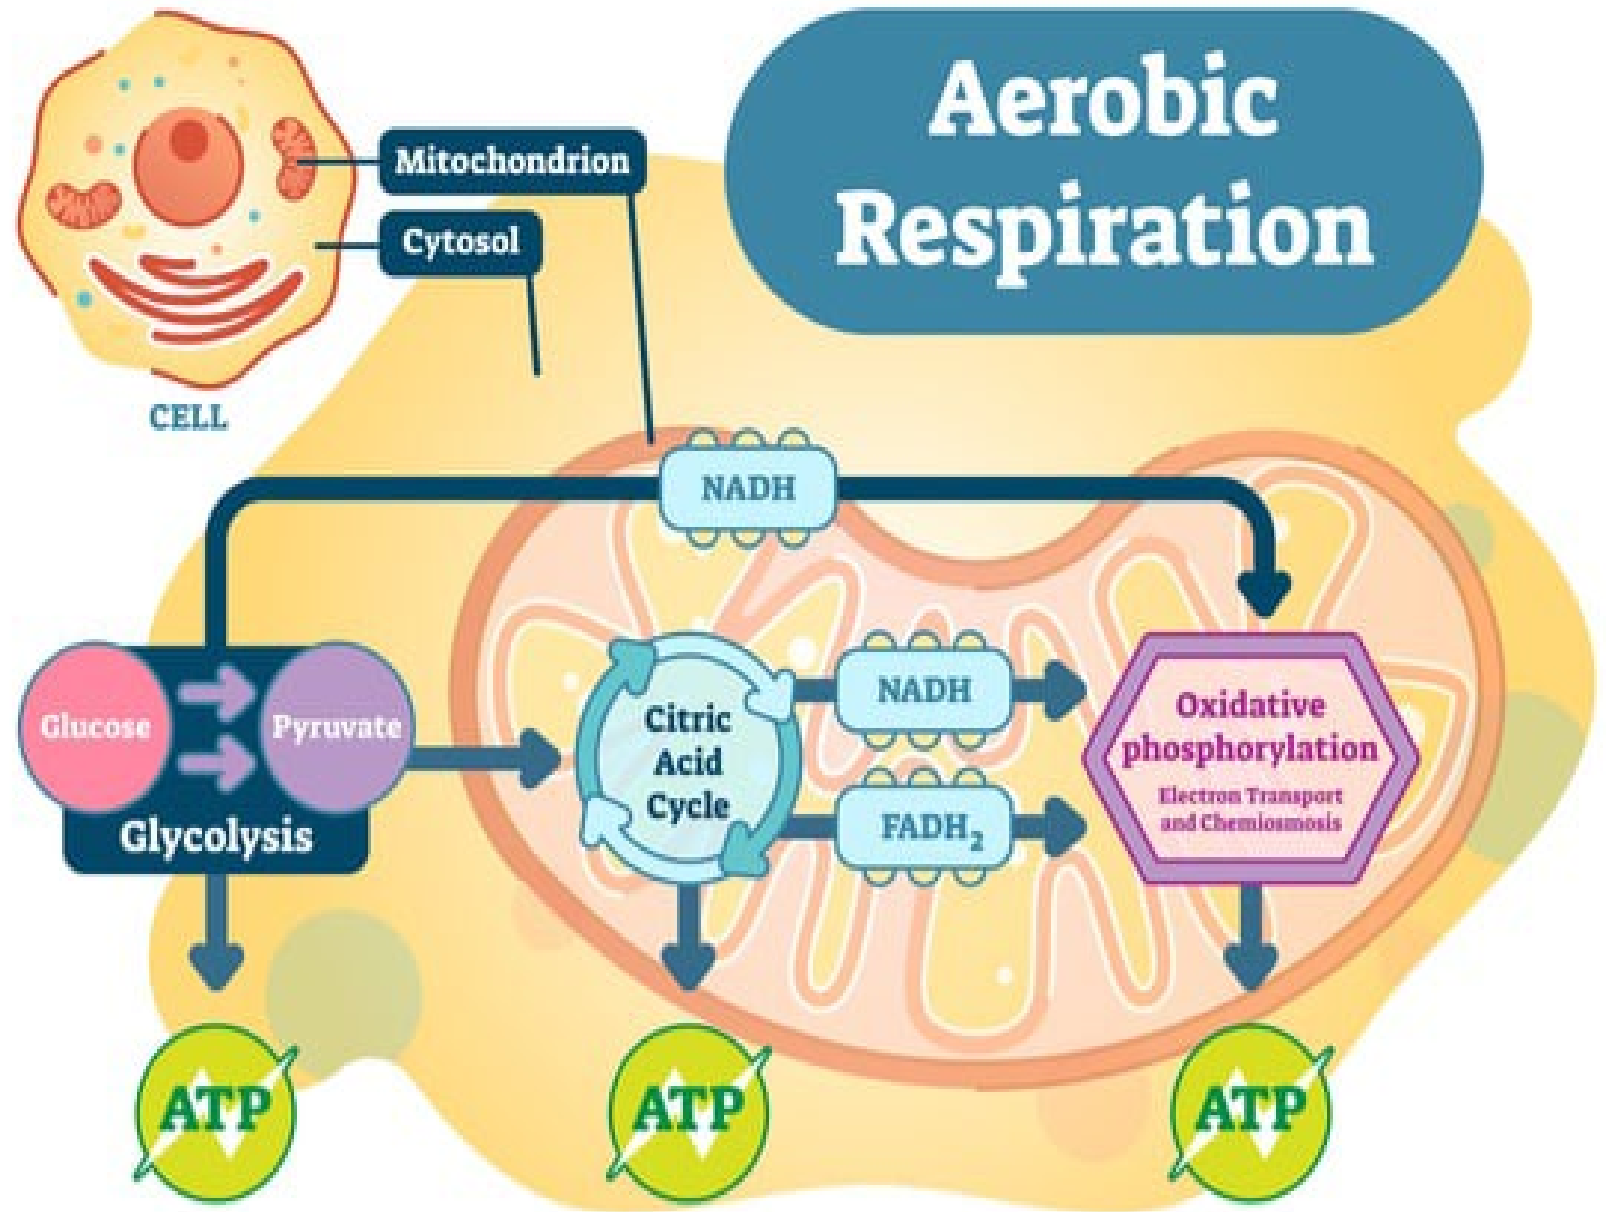 Aerobic
Respiration
Mitochondrion
Cytosol
CELL
NADH
Glucose
Pyruvate
Glycolysis
Citric
Acid
Cycle
NADH
FADH₂
Oxidative
phosphorylation
Electron Transport
and Chemiosmosis
ATP
ATP
ATP